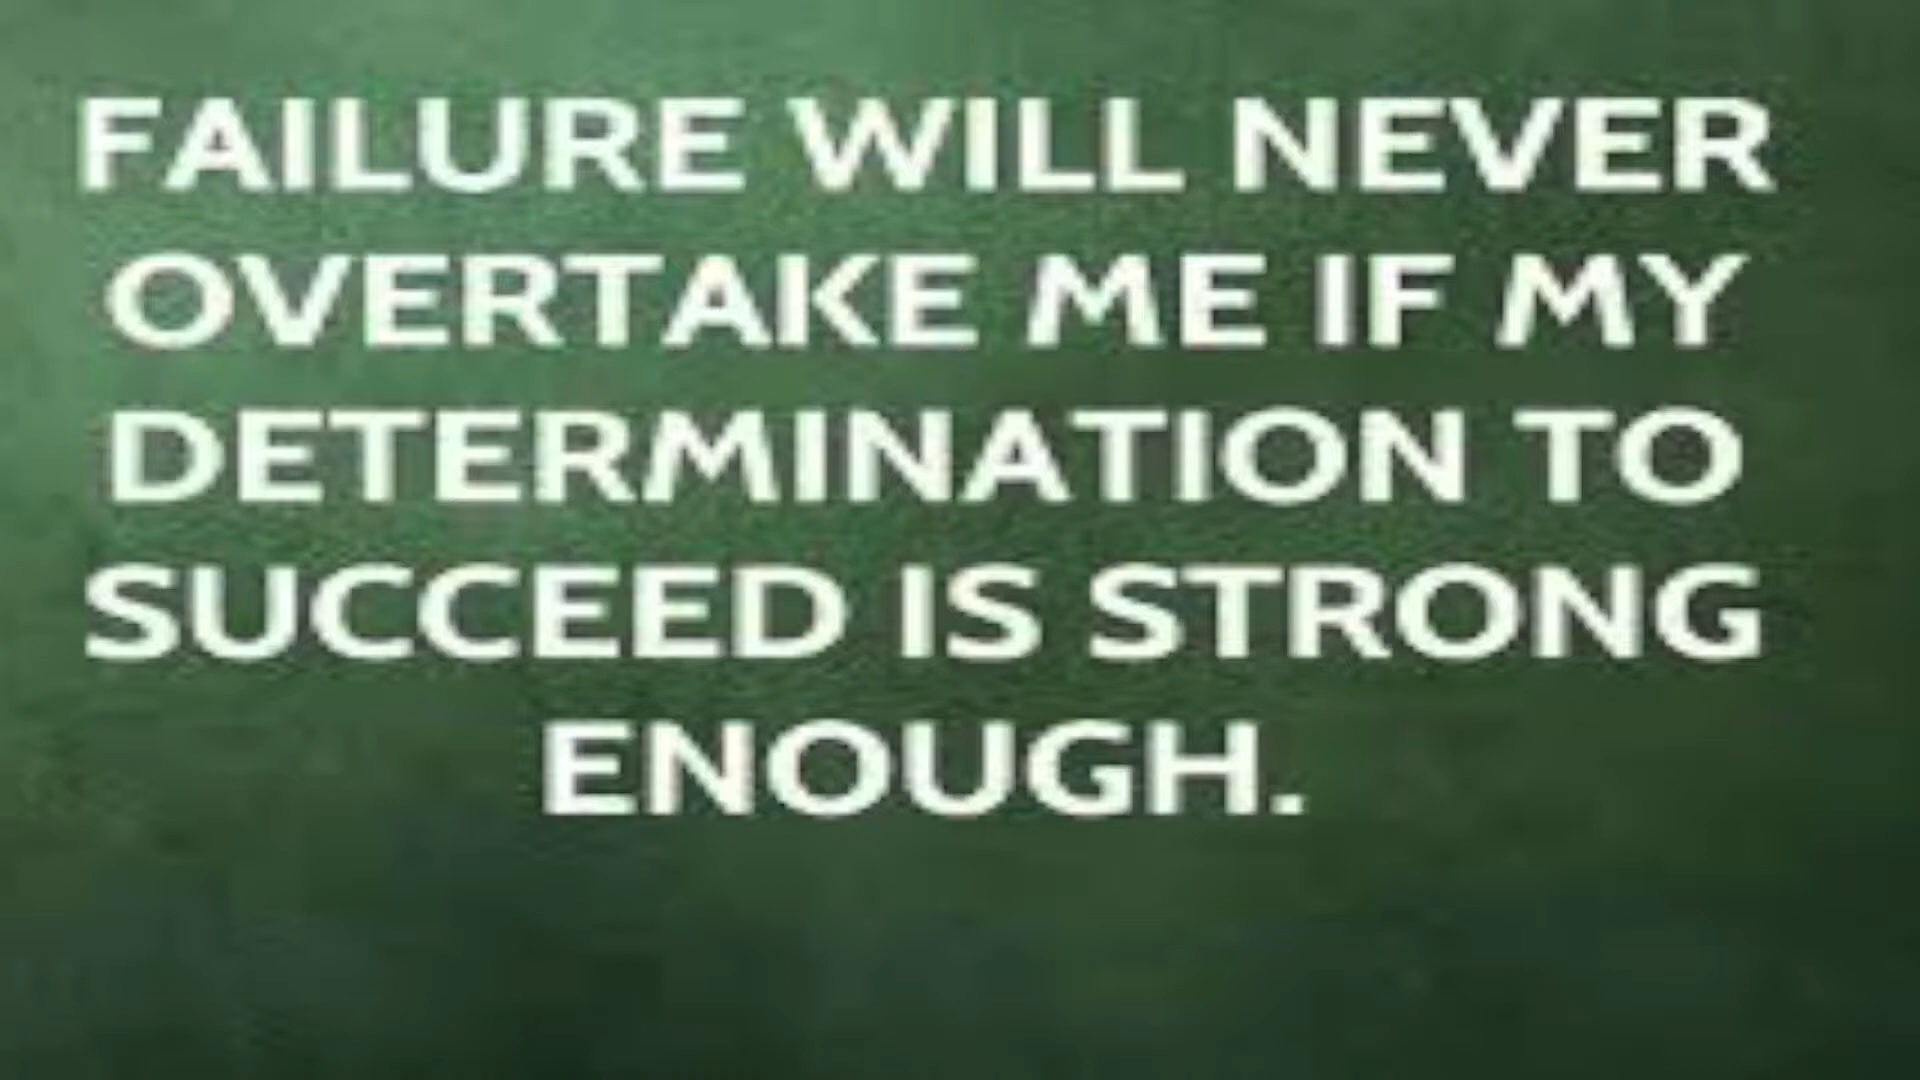 FAILURE WILL NEVER
OVERTAKE ME IF MY
DETERMINATION TO
SUCCEED IS STRONG
ENOUGH.